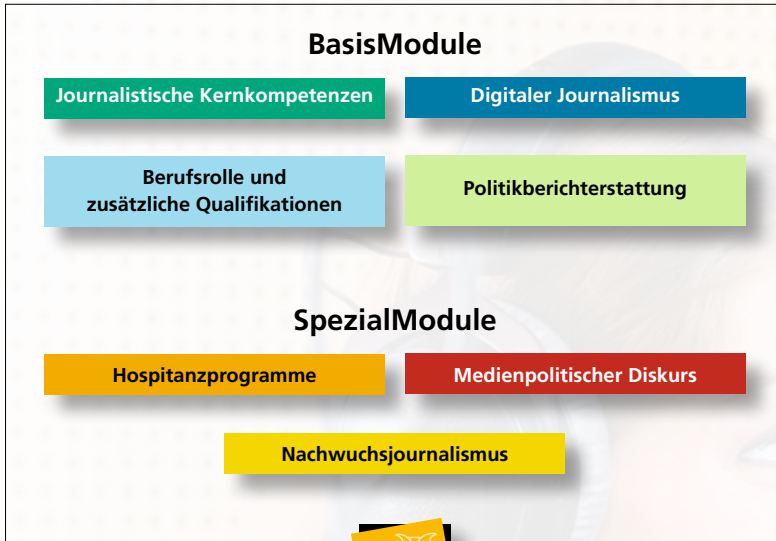 BasisModule
Journalistische Kernkompetenzen
Digitaler Journalismus
Berufsrolle und
zusätzliche Qualifikationen
Politikberichterstattung
SpezialModule
Hospitanzprogramme
Medienpolitischer Diskurs
Nachwuchsjournalismus